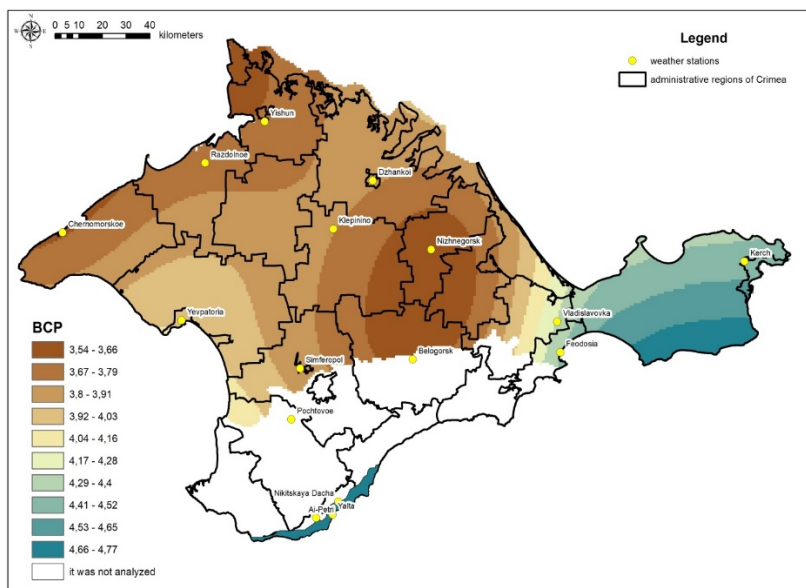 N
W
E
S
0 5 10 20 30 40
kilometers
Legend
weather stations
administrative regions of Crimea
Yishun
Razdolnoe
Dzhankoi
Chernomorskoe
Klepinino
Nizhnegorsk
Kerch
Yevpatoria
Vladislavovka
Feodosia
Simferopol
Belogorsk
Pochtovoe
Nikitskaya Dacha
Ai-Petri
Yalta
BCP
3,54 - 3,66
3,67 - 3,79
3,8 - 3,91
3,92 - 4,03
4,04 - 4,16
4,17 - 4,28
4,29 - 4,4
4,41 - 4,52
4,53 - 4,65
4,66 - 4,77
it was not analyzed